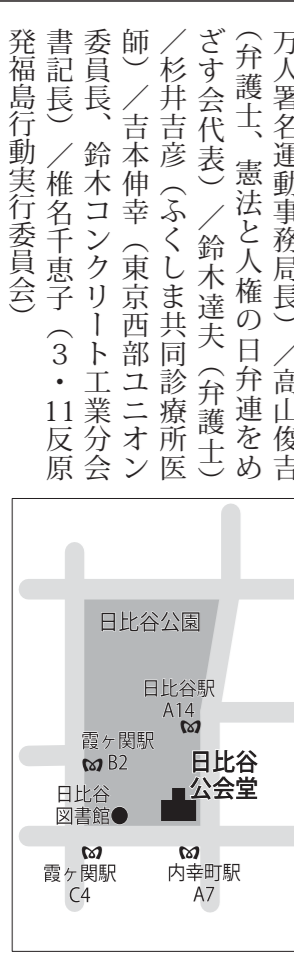 万人署名運動事務局長）／高山俊吉
（弁護士、憲法と人権の日弁連をめ
ざす会代表）／鈴木達夫（弁護士）
／杉井吉彦（ふくしま共同診療所医
師）／吉本伸幸（東京西部ユニオン
委員長、鈴木コンクリート工業分会
書記長）／椎名千恵子（３・11反原
発福島行動実行委員会）
日比谷公園
日比谷駅
A14
霞ヶ関駅
B2
日比谷
公会堂
日比谷
図書館
霞ヶ関駅
C4
内幸町駅
A7